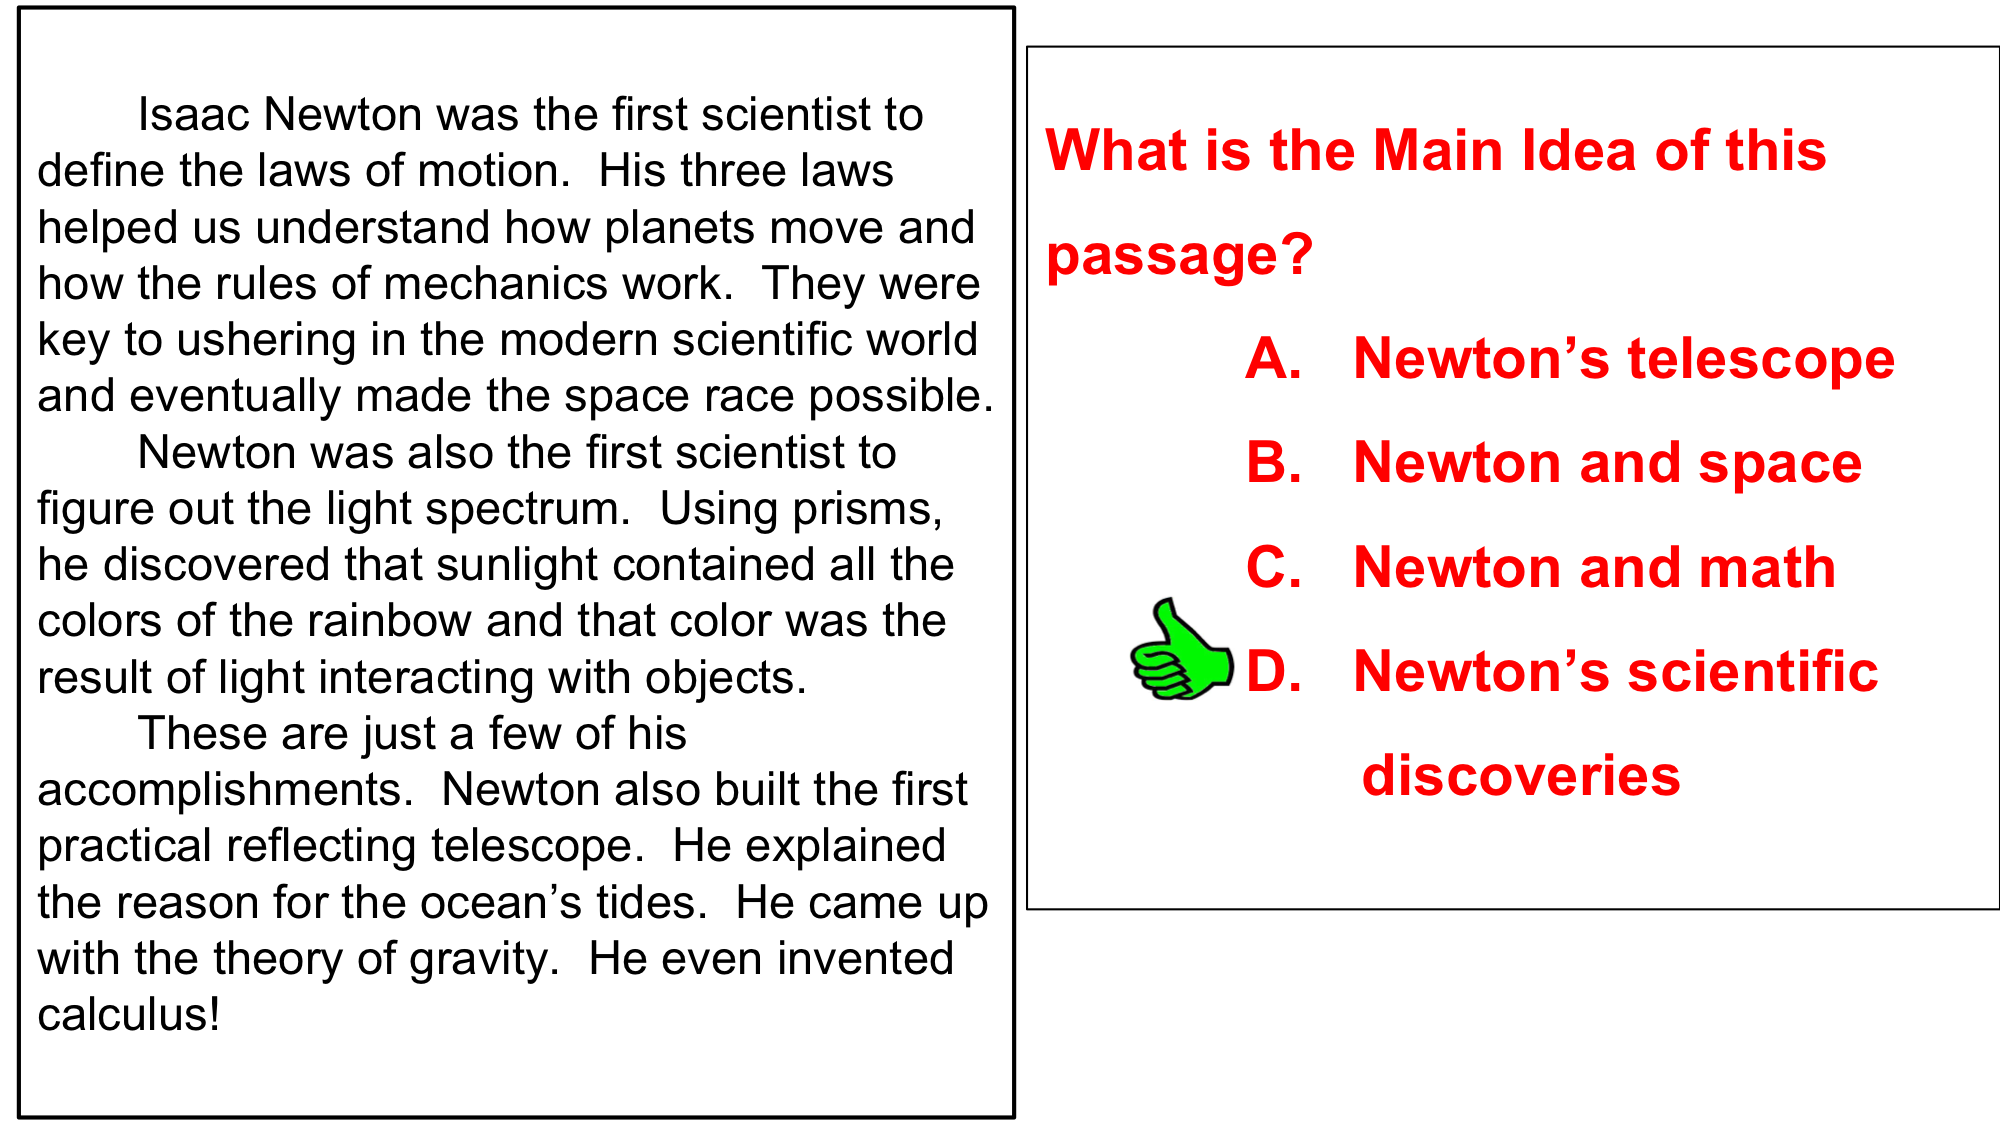 Isaac Newton was the first scientist to
define the laws of motion.  His three laws
helped us understand how planets move and
how the rules of mechanics work.  They were
key to ushering in the modern scientific world
and eventually made the space race possible.
Newton was also the first scientist to
figure out the light spectrum.  Using prisms,
he discovered that sunlight contained all the
colors of the rainbow and that color was the
result of light interacting with objects.
These are just a few of his
accomplishments.  Newton also built the first
practical reflecting telescope.  He explained
the reason for the ocean’s tides.  He came up
with the theory of gravity.  He even invented
calculus!
What is the Main Idea of this
passage?
A. Newton’s telescope
B. Newton and space
C. Newton and math
D. Newton’s scientific
discoveries